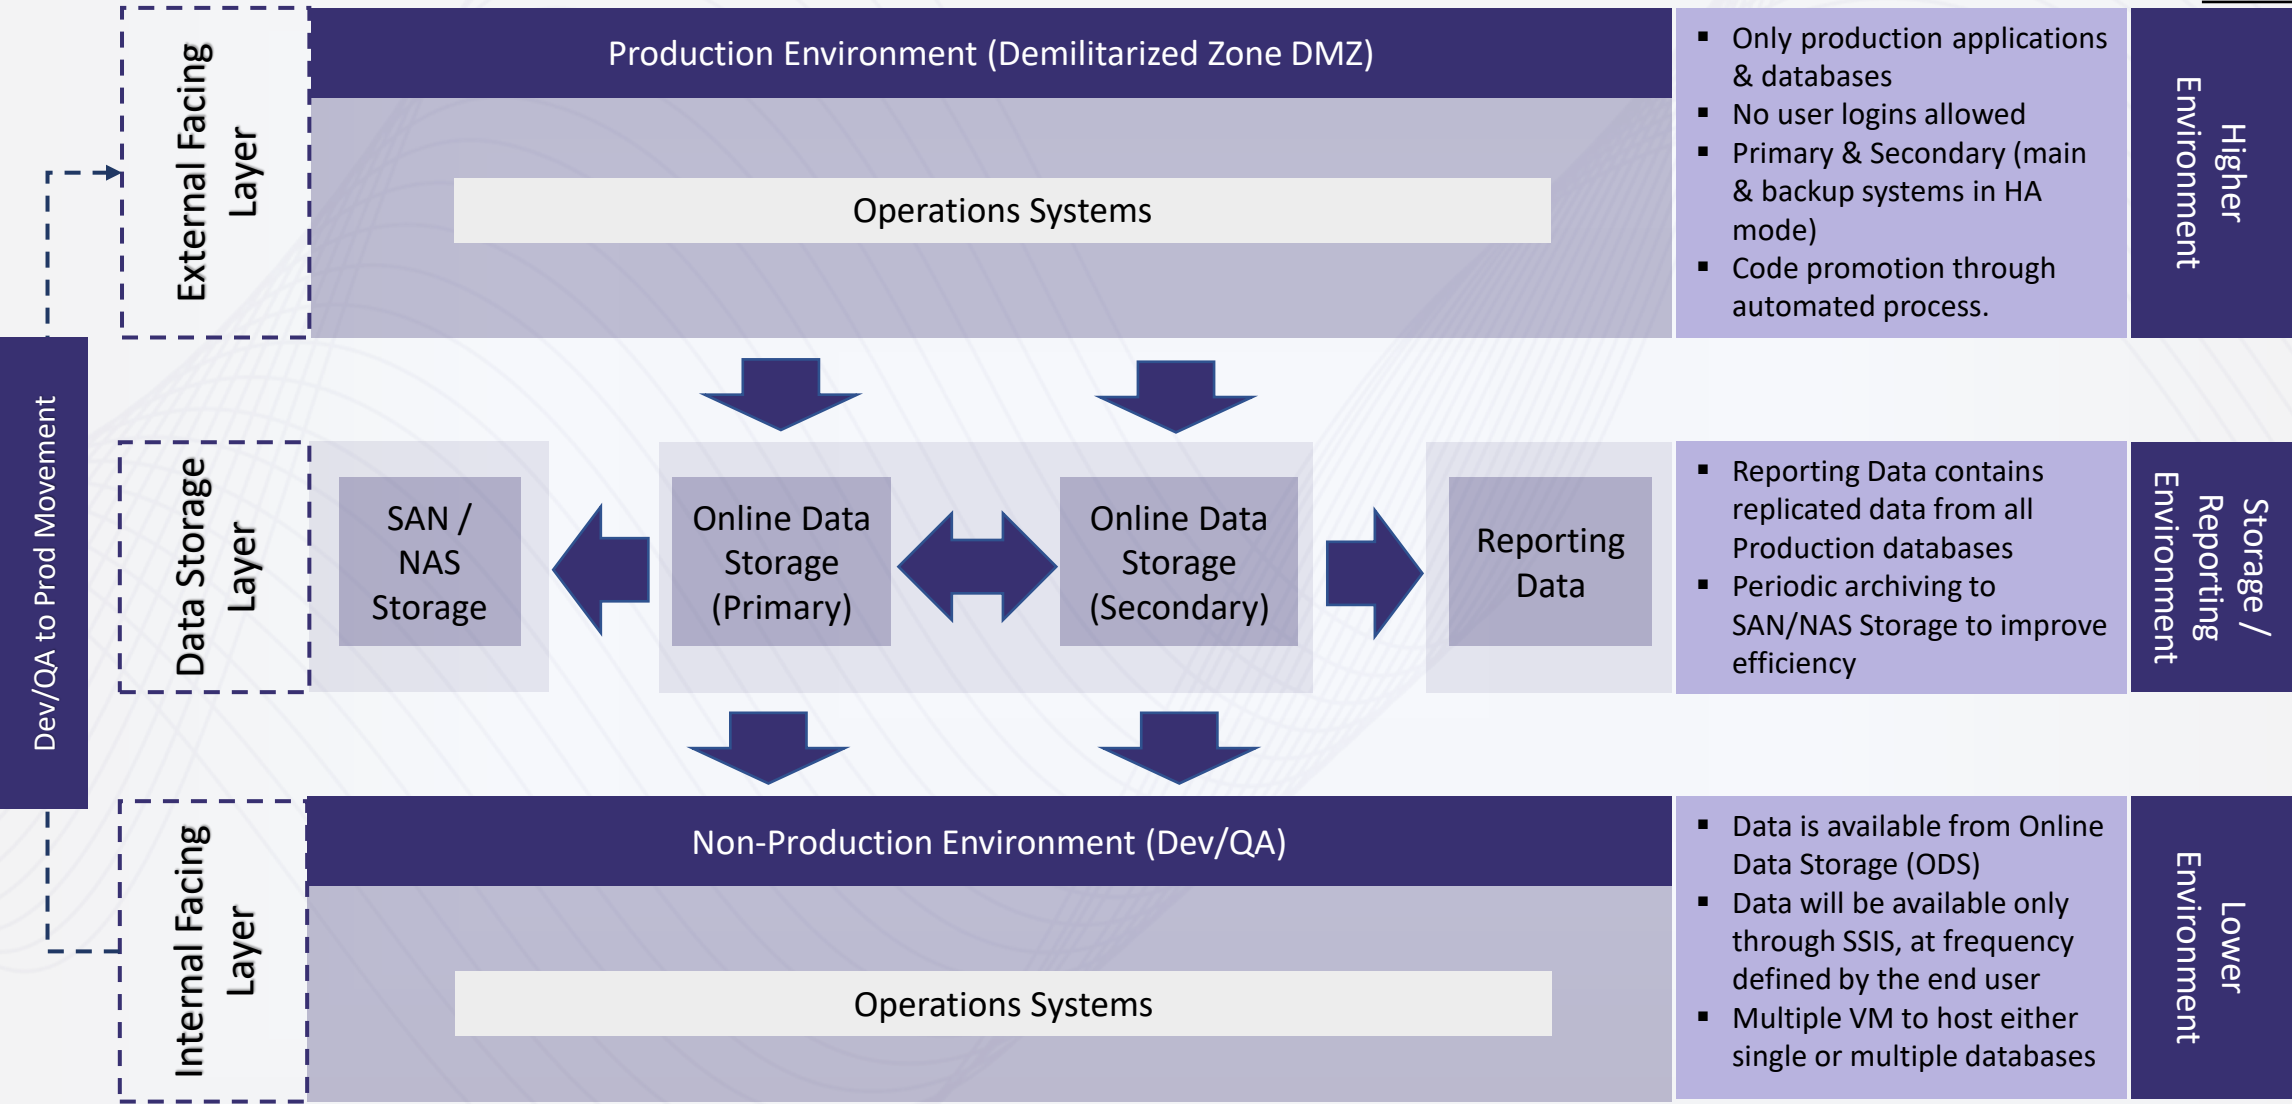 Production Environment (Demilitarized Zone DMZ)
External Facing
Layer
Operations Systems
▪ Only production applications
& databases
▪ No user logins allowed
▪ Primary & Secondary (main
& backup systems in HA
mode)
▪ Code promotion through
automated process.
Higher
Environment
Dev/QA to Prod Movement
Data Storage
Layer
SAN /
NAS
Storage
Online Data
Storage
(Primary)
Online Data
Storage
(Secondary)
Reporting
Data
▪ Reporting Data contains
replicated data from all
Production databases
▪ Periodic archiving to
SAN/NAS Storage to improve
efficiency
Storage /
Reporting
Environment
Internal Facing
Layer
Non-Production Environment (Dev/QA)
Operations Systems
▪ Data is available from Online
Data Storage (ODS)
▪ Data will be available only
through SSIS, at frequency
defined by the end user
▪ Multiple VM to host either
single or multiple databases
Lower
Environment